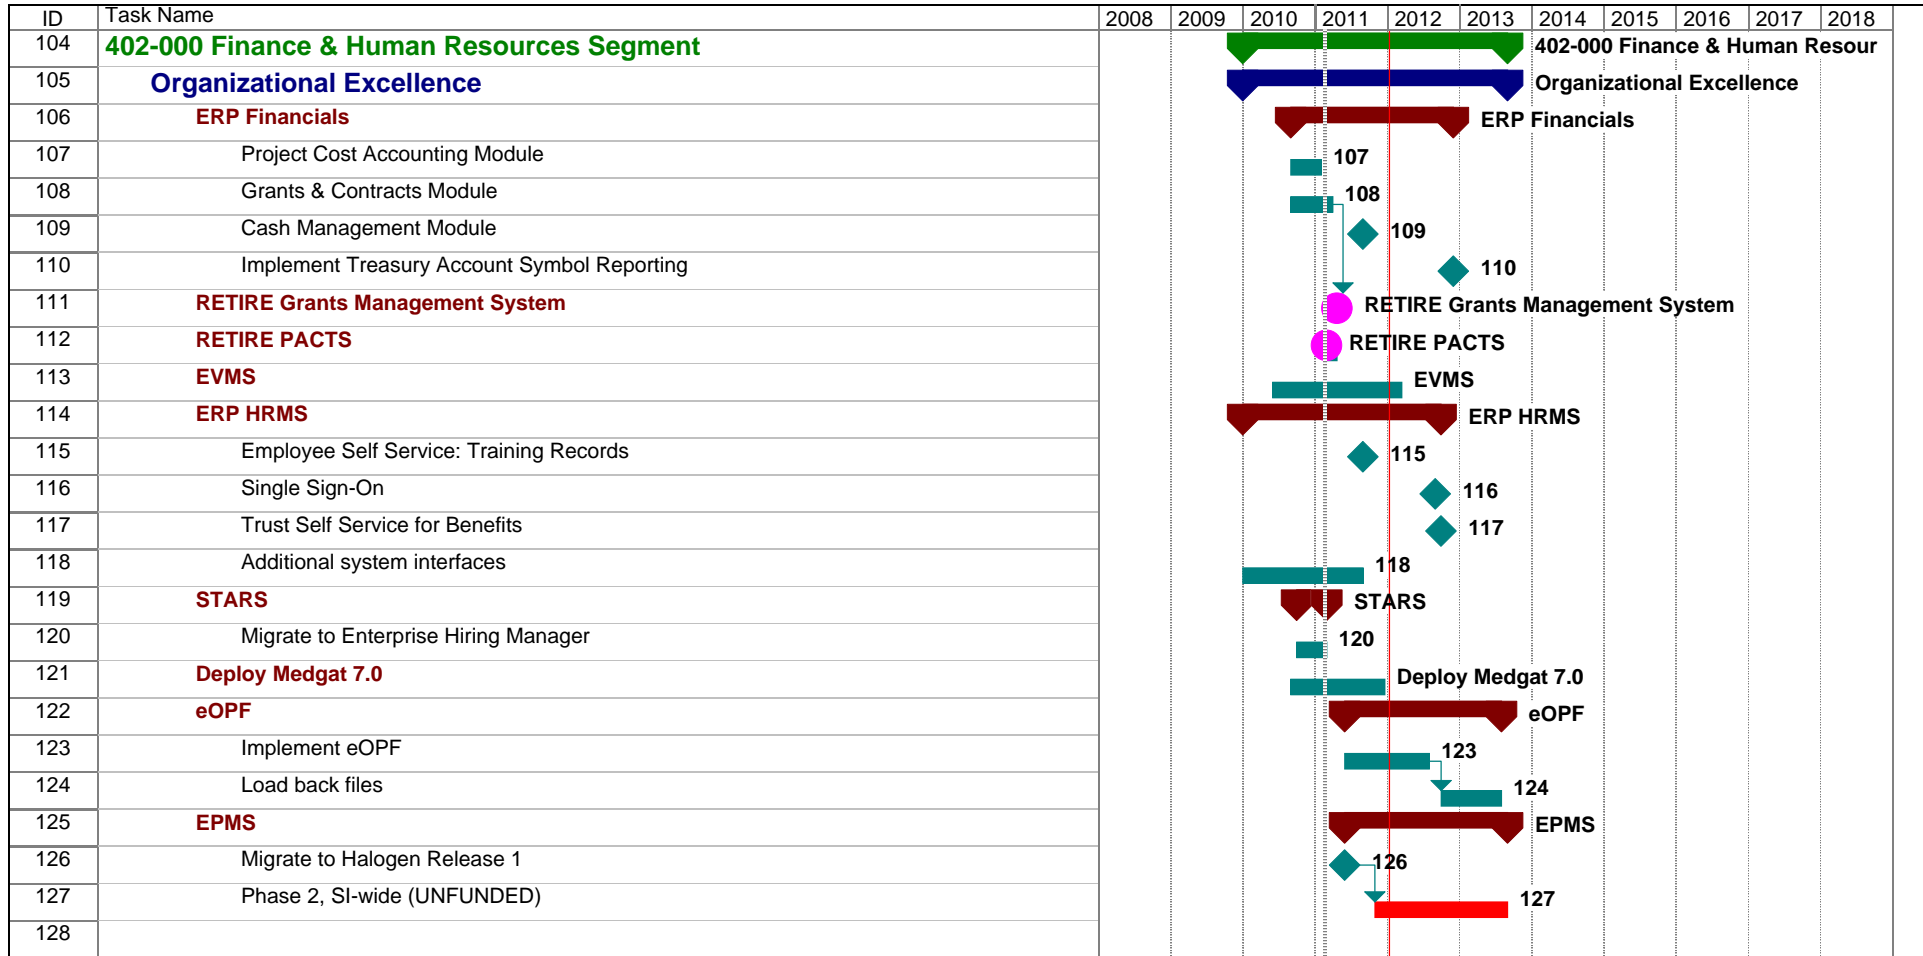 ID Task Name 2008 2009 2010 2011 2012 2013 2014 2015 2016 2017 2018
104 402-000 Finance & Human Resources Segment 402-000 Finance & Human Resour
105 Organizational Excellence Organizational Excellence
106 ERP Financials ERP Financials
107 Project Cost Accounting Module 107
108 Grants & Contracts Module 108
109 Cash Management Module 109
110 Implement Treasury Account Symbol Reporting 110
111 RETIRE Grants Management System RETIRE Grants Management System
112 RETIRE PACTS RETIRE PACTS
113 EVMS EVMS
114 ERP HRMS ERP HRMS
115 Employee Self Service: Training Records 115
116 Single Sign-On 116
117 Trust Self Service for Benefits 117
118 Additional system interfaces 118
119 STARS STARS
120 Migrate to Enterprise Hiring Manager 120
121 Deploy Medgat 7.0 Deploy Medgat 7.0
122 eOPF eOPF
123 Implement eOPF 123
124 Load back files 124
125 EPMS EPMS
126 Migrate to Halogen Release 1 126
127 Phase 2, SI-wide (UNFUNDED) 127
128